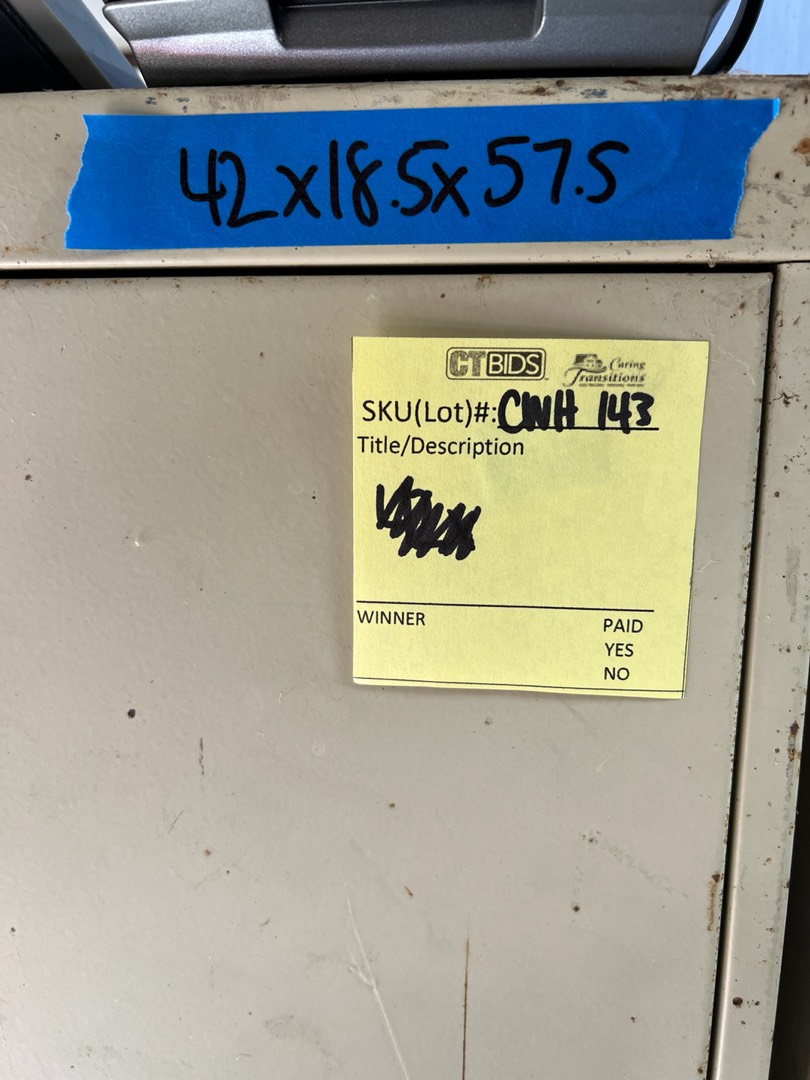 42x18.5x57.5
CTBIDS
Caring
Transitions
SKU(Lot)#: CWH 143
Title/Description
WINNER
PAID
YES
NO